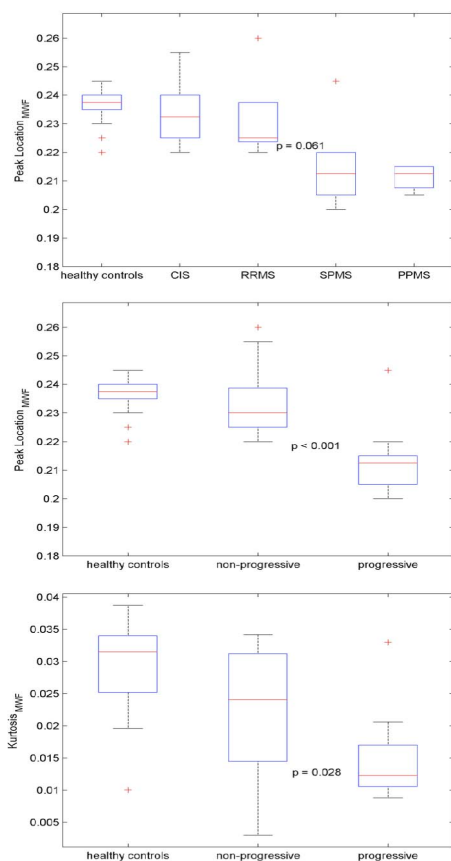 0.26
0.25
0.24
0.23
0.22
0.21
0.2
0.19
0.18
Peak Location MWF
p = 0.061
healthy controls CIS RRMS SPMS PPMS
0.26
0.25
0.24
0.23
0.22
0.21
0.2
0.19
0.18
Peak Location MWF
p < 0.001
healthy controls non-progressive progressive
0.04
0.035
0.03
0.025
0.02
0.015
0.01
0.005
Kurtosis MWF
p = 0.028
healthy controls non-progressive progressive